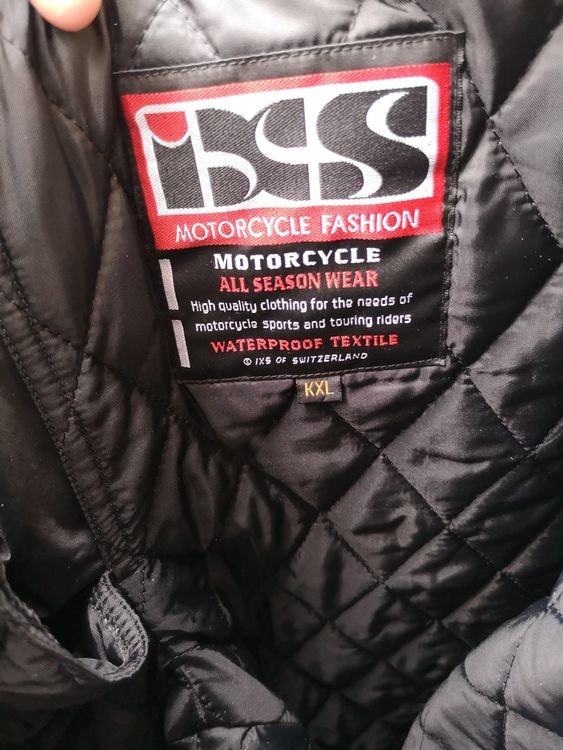 iXS
MOTORCYCLE FASHION
MOTORCYCLE
ALL SEASON WEAR
High quality clothing for the needs of
motorcycle sports and touring riders
WATERPROOF TEXTILE
© IXS OF SWITZERLAND
KXL